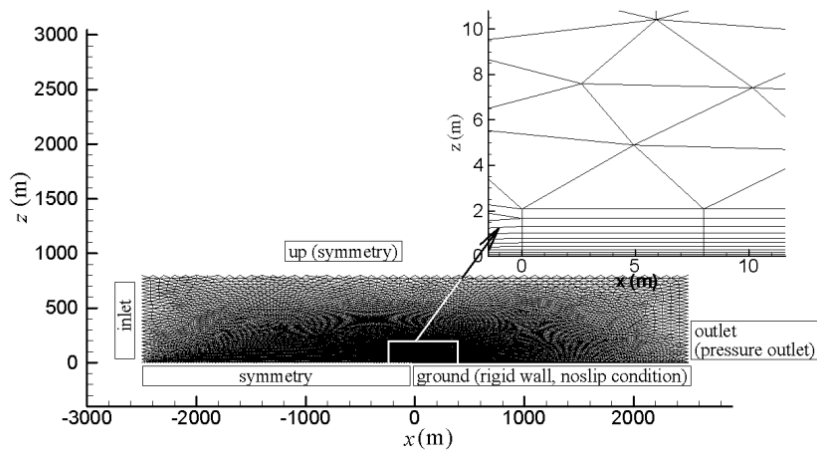 3000
2500
2000
1500
1000
500
0
z (m)
-3000
-2000
-1000
0
1000
2000
x (m)
10
8
6
4
2
0
z (m)
0
5
10
x (m)
up (symmetry)
inlet
outlet
(pressure outlet)
symmetry
ground (rigid wall, noslip condition)